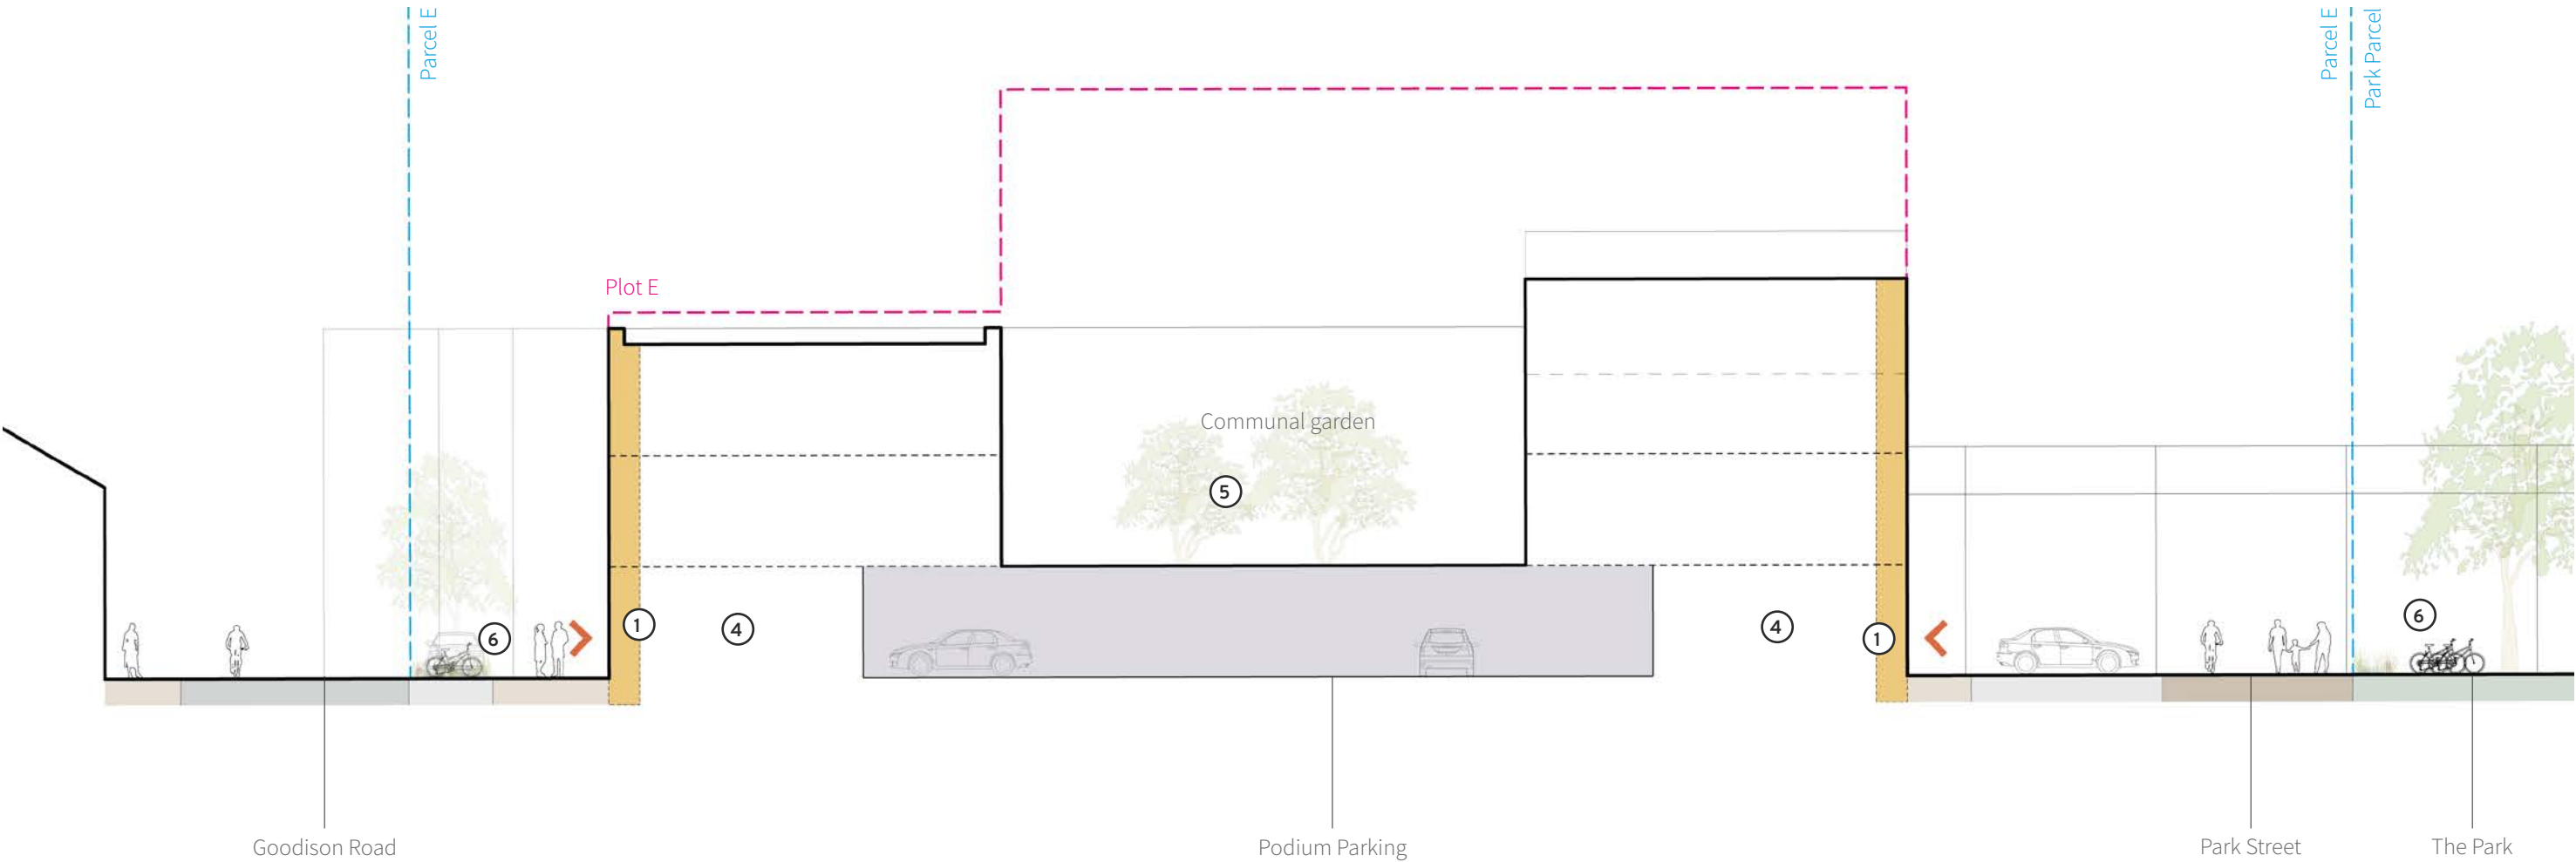 Parcel E
Parcel E
Park Parcel
Plot E
Communal garden
5
1
4
4
1
6
6
Goodison Road
Podium Parking
Park Street
The Park